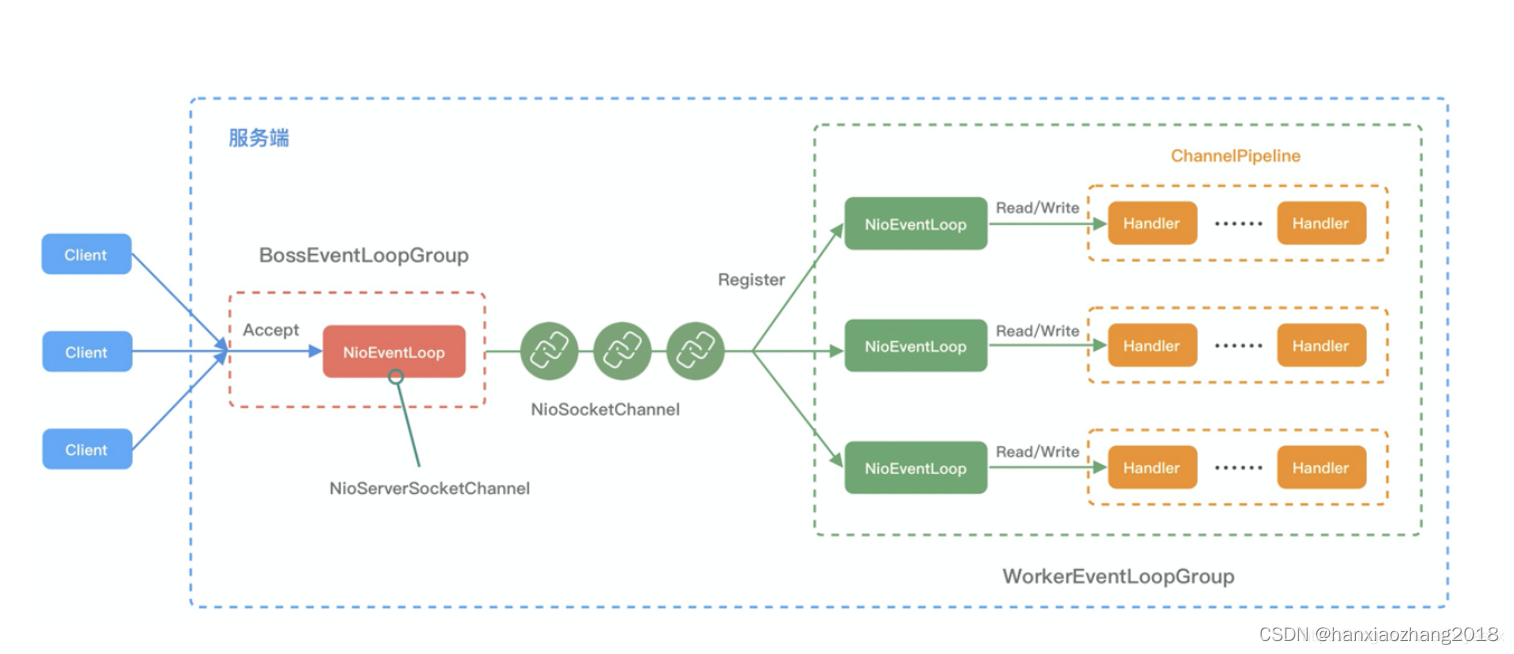 服务端
ChannelPipeline
NioEventLoop
Read/Write
Handler
······
Handler
Client
BossEventLoopGroup
Register
Accept
Client
NioEventLoop
NioEventLoop
Read/Write
Handler
······
Handler
NioSocketChannel
Client
NioEventLoop
Read/Write
Handler
······
Handler
NioServerSocketChannel
WorkerEventLoopGroup
CSDN @hanxiaozhang2018